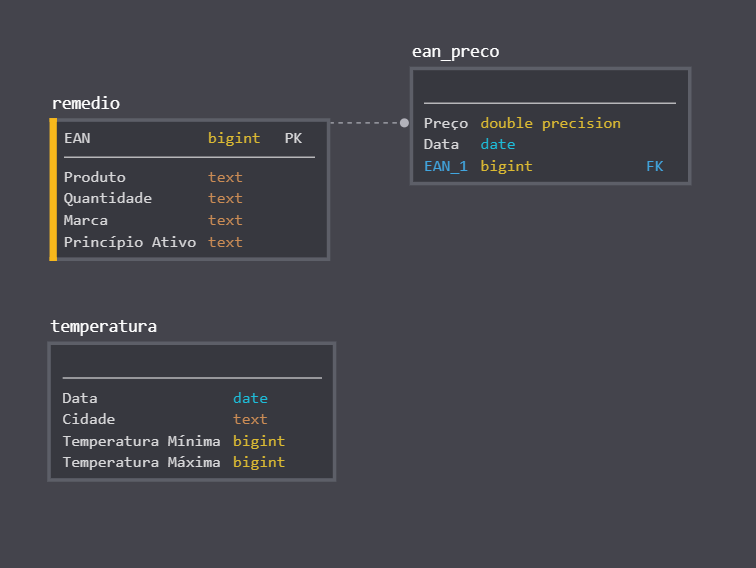 remedio
EAN bigint PK
Produto text
Quantidade text
Marca text
Princípio Ativo text
ean_preco
Preço double precision
Data date
EAN_1 bigint FK
temperatura
Data date
Cidade text
Temperatura Mínima bigint
Temperatura Máxima bigint